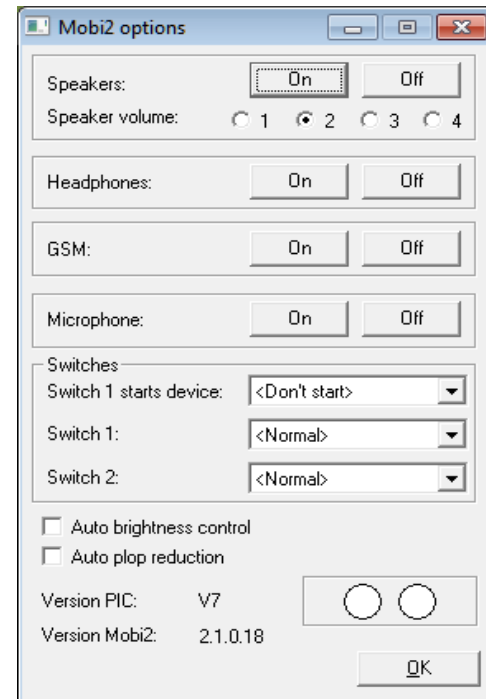 Mobi2 options
Speakers: On Off
Speaker volume: 1 2 3 4
Headphones: On Off
GSM: On Off
Microphone: On Off
Switches
Switch 1 starts device: <Don't start>
Switch 1: <Normal>
Switch 2: <Normal>
Auto brightness control
Auto plop reduction
Version PIC: V7
Version Mobi2: 2.1.0.18
OK